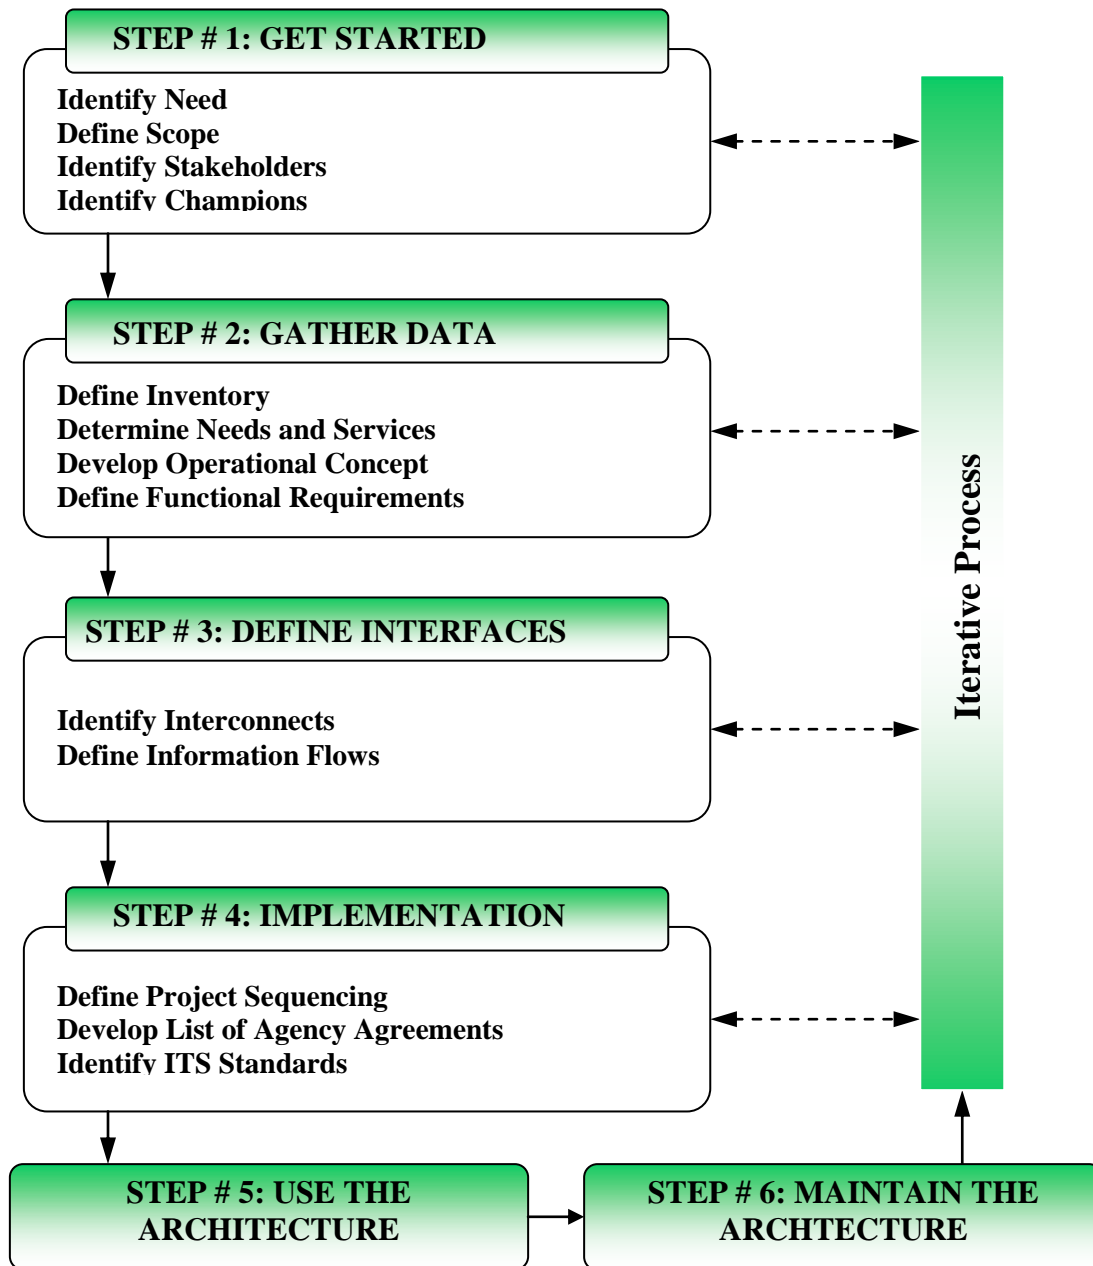 STEP # 1: GET STARTED
Identify Need
Define Scope
Identify Stakeholders
Identify Champions
STEP # 2: GATHER DATA
Define Inventory
Determine Needs and Services
Develop Operational Concept
Define Functional Requirements
STEP # 3: DEFINE INTERFACES
Identify Interconnects
Define Information Flows
STEP # 4: IMPLEMENTATION
Define Project Sequencing
Develop List of Agency Agreements
Identify ITS Standards
STEP # 5: USE THE
ARCHITECTURE
STEP # 6: MAINTAIN THE
ARCHTECTURE
Iterative Process